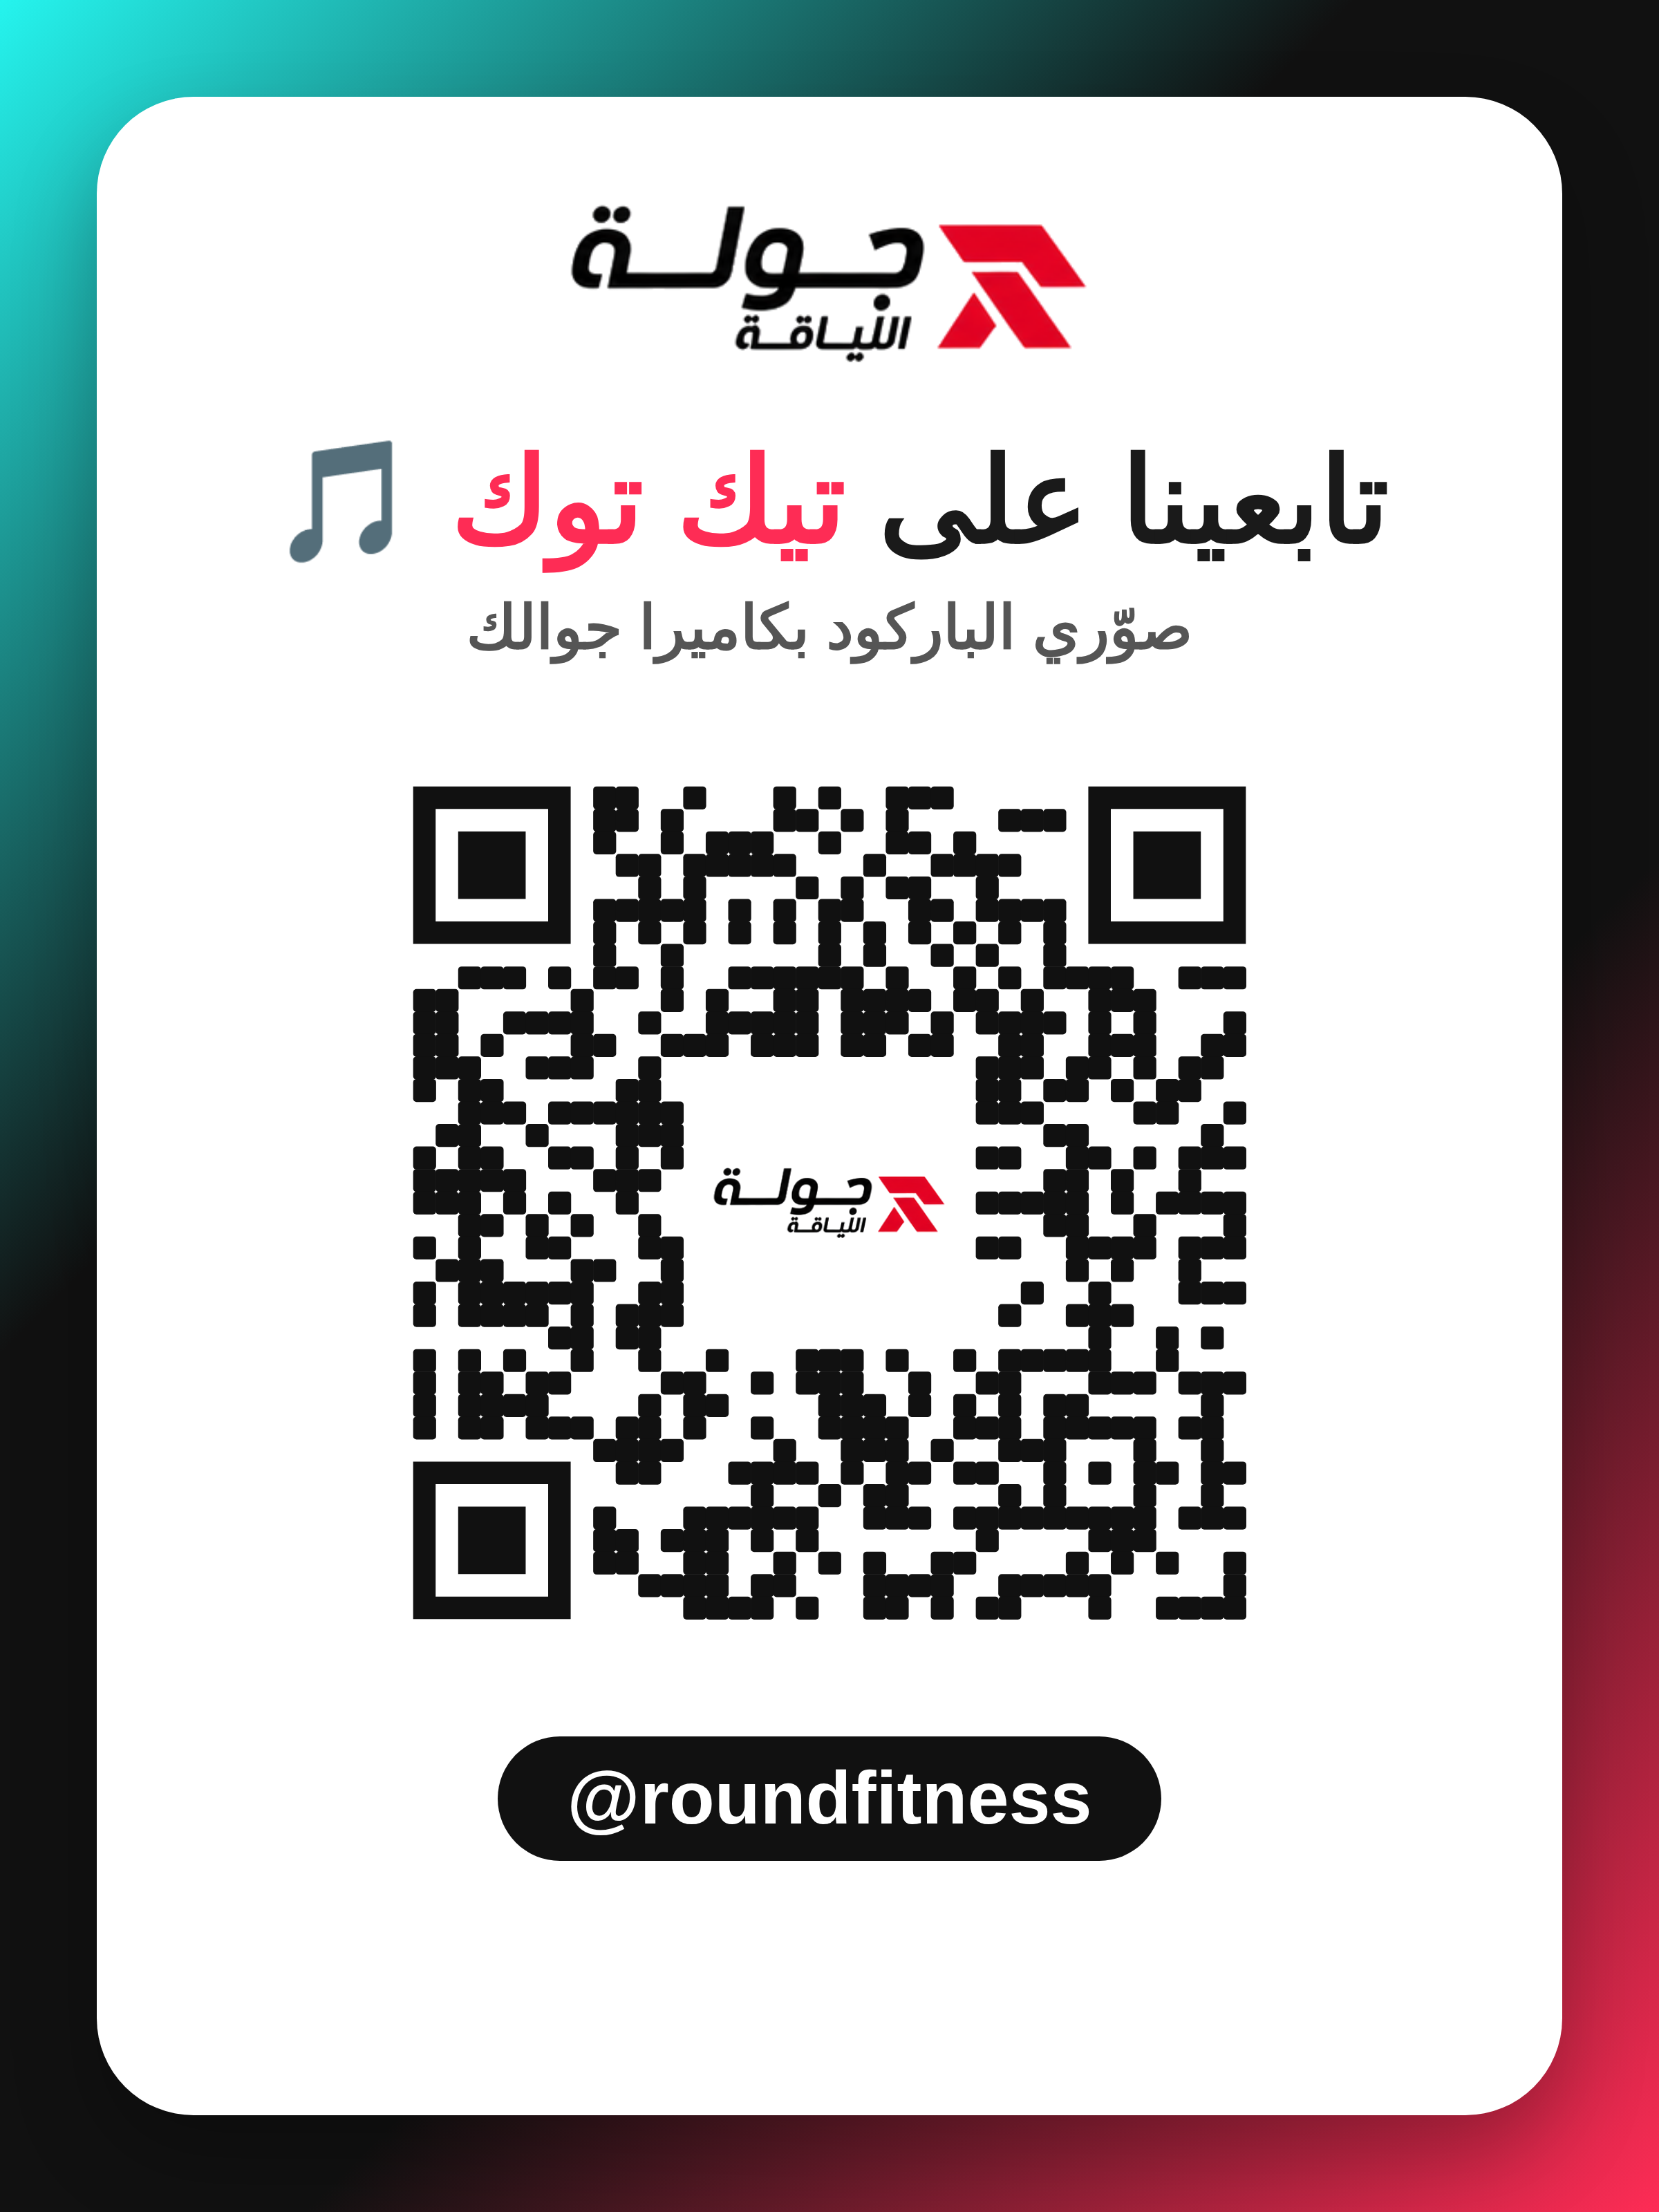 جولة
اللياقة
تابعينا على تيك توك 🎵
صوّري الباركود بكاميرا جوالك
جولة
اللياقة
@roundfitness